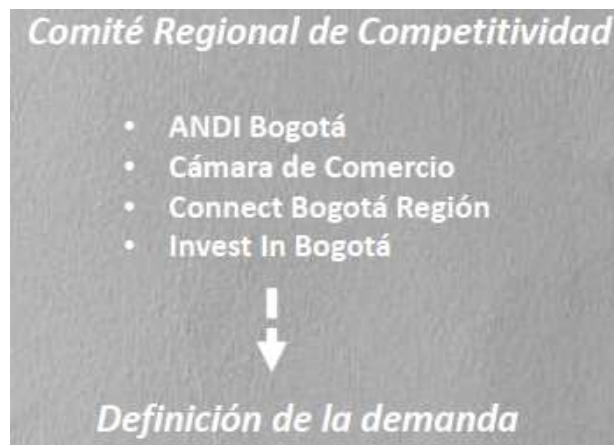 Comité Regional de Competitividad
• ANDI Bogotá
• Cámara de Comercio
• Connect Bogotá Región
• Invest In Bogotá
Definición de la demanda